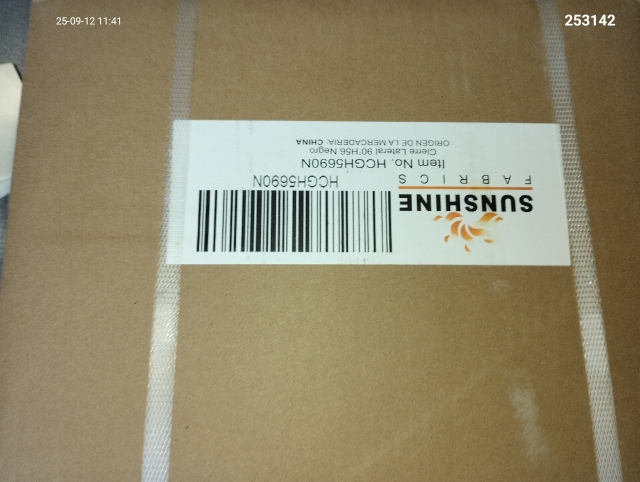 25-09-12 11:41
253142
SUNSHINE
FABRICS
HCGH5690N
Item No. HCGH5690N
Cierre Lateral 90°H56 Negro
ORIGEN DE LA MERCADERIA: CHINA